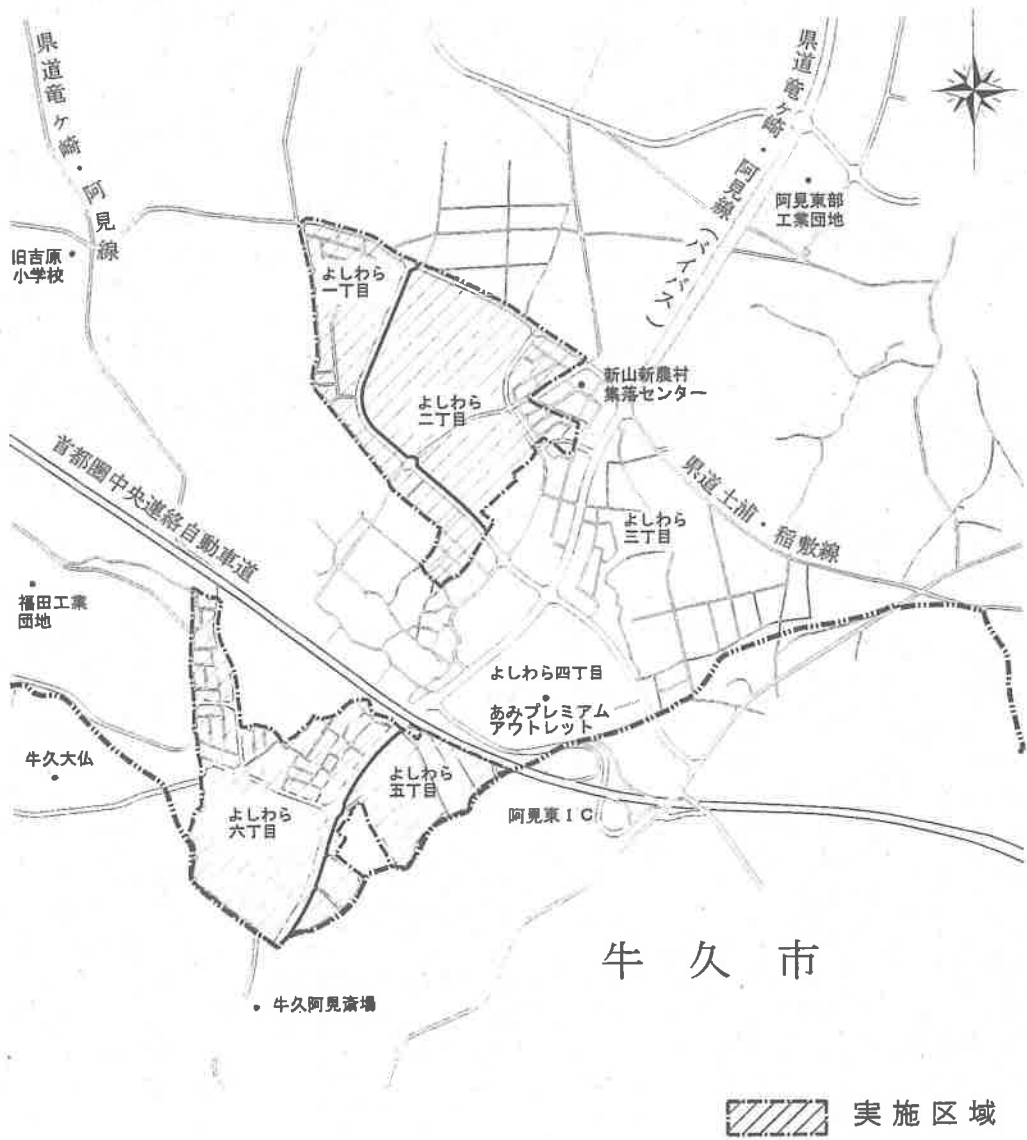 県道竜ヶ崎・阿見線
県道竜ヶ崎・阿見線(バイパス)
阿見東部
工業団地
旧吉原
小学校
よしわら
一丁目
よしわら
二丁目
新山新農村
集落センター
首都圏中央連絡自動車道
県道土浦・稲敷線
よしわら
三丁目
福田工業
団地
よしわら四丁目
あみプレミアム
アウトレット
牛久大仏
よしわら
五丁目
よしわら
六丁目
阿見東IC
牛久市
牛久阿見斎場
実施区域